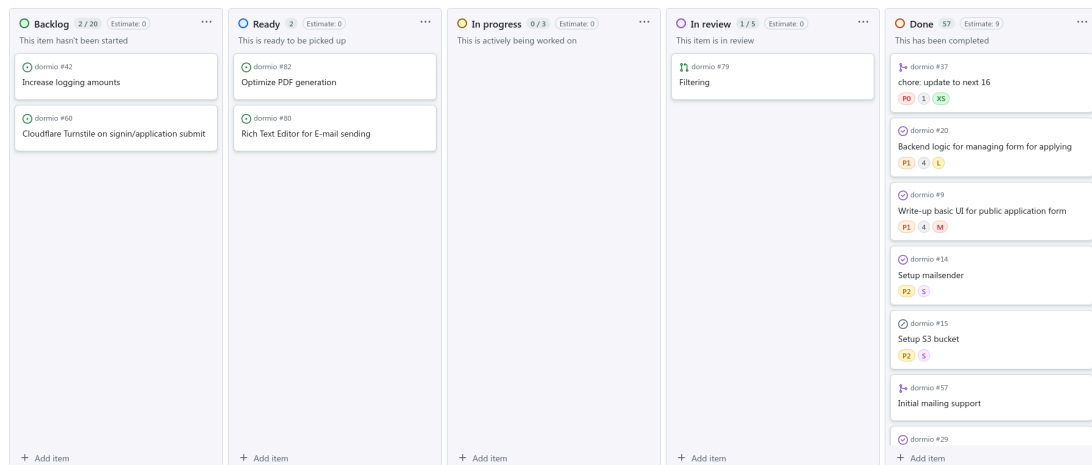 Backlog 2 / 20 Estimate: 0 ...
This item hasn't been started
dormio #42
Increase logging amounts
dormio #60
Cloudflare Turnstile on signin/application submit
+ Add item
Ready 2 Estimate: 0 ...
This is ready to be picked up
dormio #82
Optimize PDF generation
dormio #80
Rich Text Editor for E-mail sending
+ Add item
In progress 0 / 3 Estimate: 0 ...
This is actively being worked on
+ Add item
In review 1 / 5 Estimate: 0 ...
This item is in review
dormio #79
Filtering
+ Add item
Done 57 Estimate: 9 ...
This has been completed
dormio #37
chore: update to next 16
P0 1 XS
dormio #20
Backend logic for managing form for applying
P1 4 L
dormio #9
Write-up basic UI for public application form
P1 4 M
dormio #14
Setup mailsender
P2 S
dormio #15
Setup S3 bucket
P2 S
dormio #57
Initial mailing support
dormio #29
+ Add item